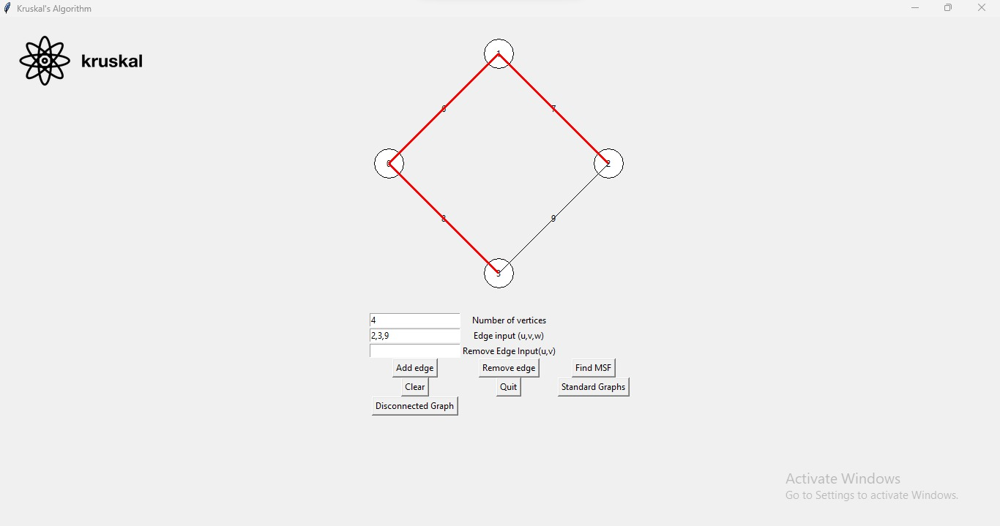 Kruskal's Algorithm
kruskal
1
7
2
8
9
3
4
Number of vertices
2,3,9
Edge input (u,v,w)
Remove Edge Input(u,v)
Add edge
Remove edge
Find MSF
Clear
Quit
Standard Graphs
Disconnected Graph
Activate Windows
Go to Settings to activate Windows.